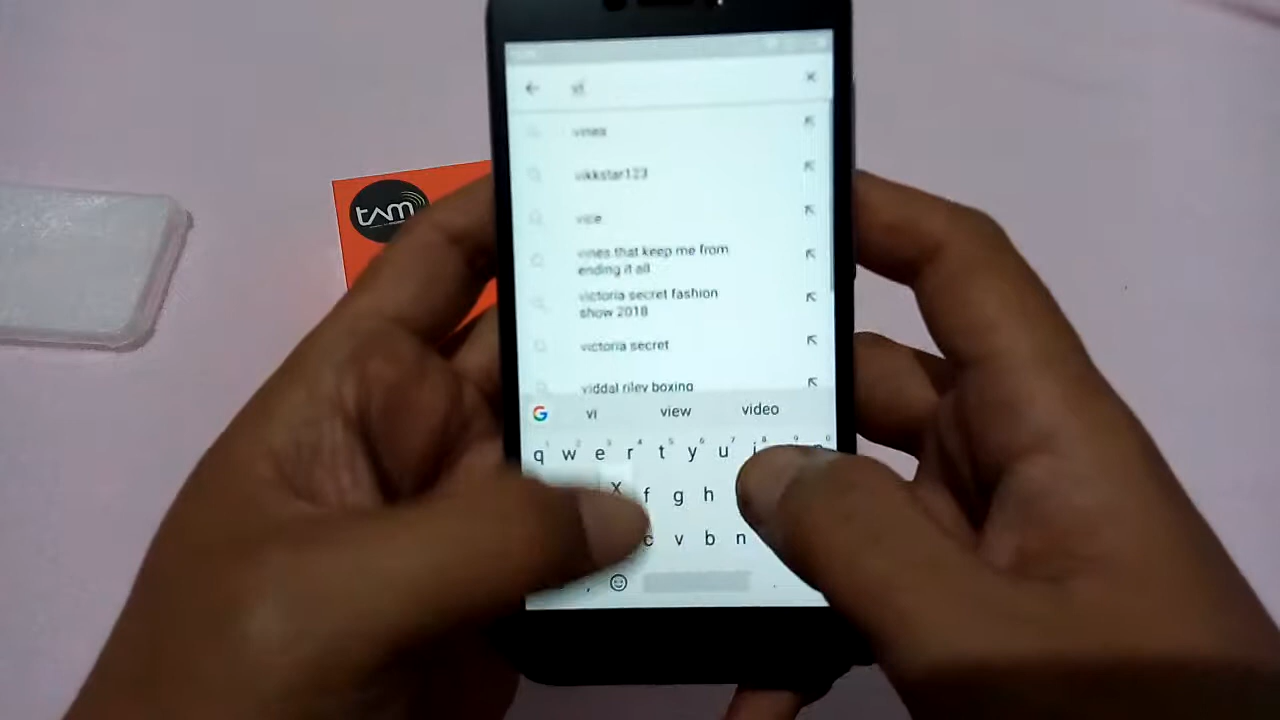 tam
vi
vines
vikkstar123
vice
vines that keep me from
ending it all
victoria secret fashion
show 2018
victoria secret
viddal riley boxing
G vi view video
q w e r t y u i
x f g h
c v b n
,